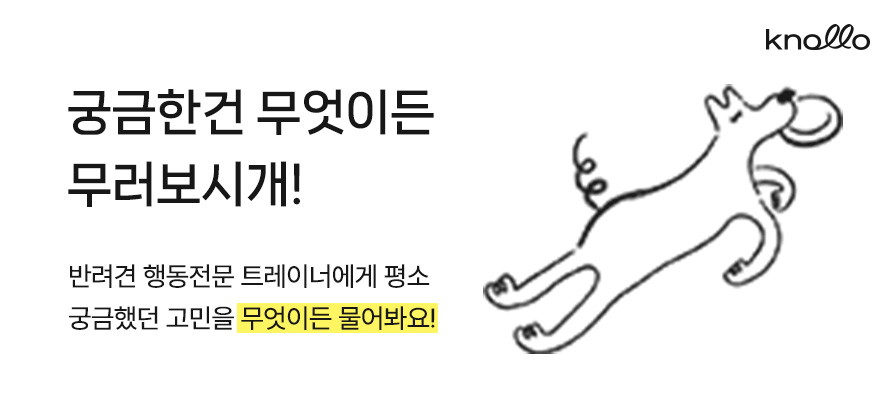 knollo
궁금한건 무엇이든
무러보시개!
반려견 행동전문 트레이너에게 평소
궁금했던 고민을 무엇이든 물어봐요!